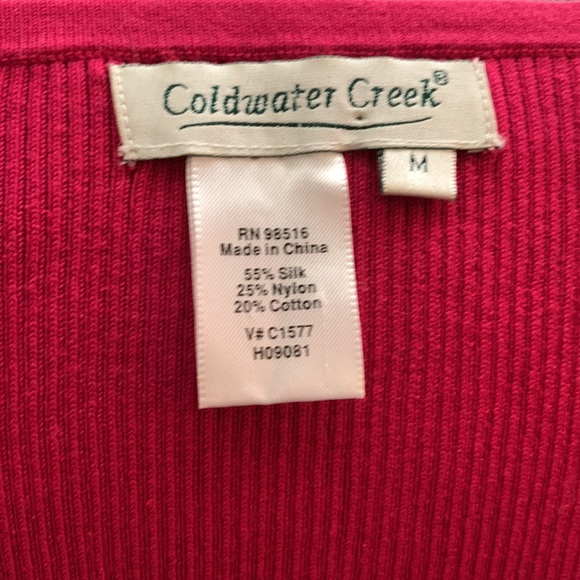 Coldwater Creek®
M
RN 98516
Made in China
55% Silk
25% Nylon
20% Cotton
V# C1577
H09081